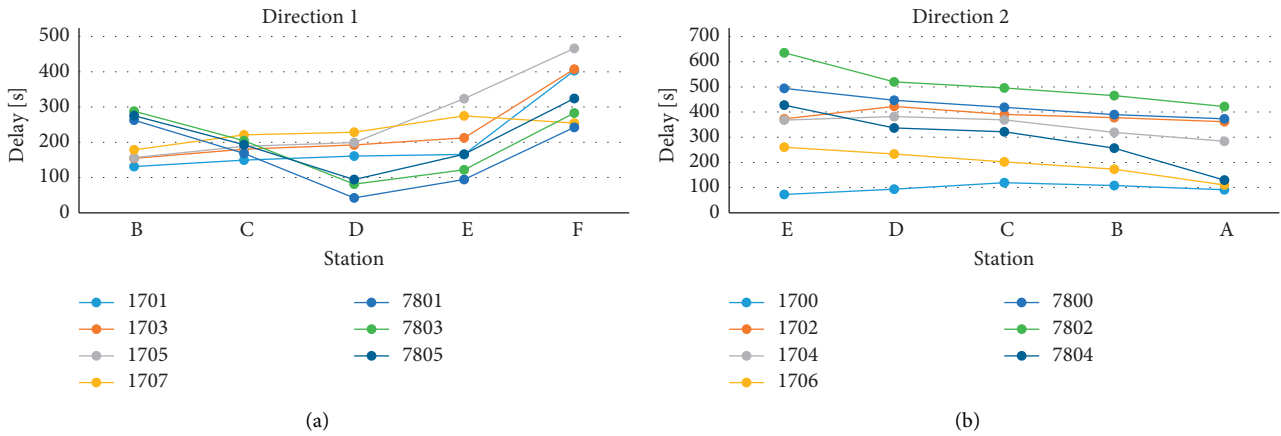 Direction 1
Delay [s]
500
400
300
200
100
0
B C D E F
Station
1701 7801
1703 7803
1705 7805
1707
(a)
Direction 2
Delay [s]
700
600
500
400
300
200
100
0
E D C B A
Station
1700 7800
1702 7802
1704 7804
1706
(b)